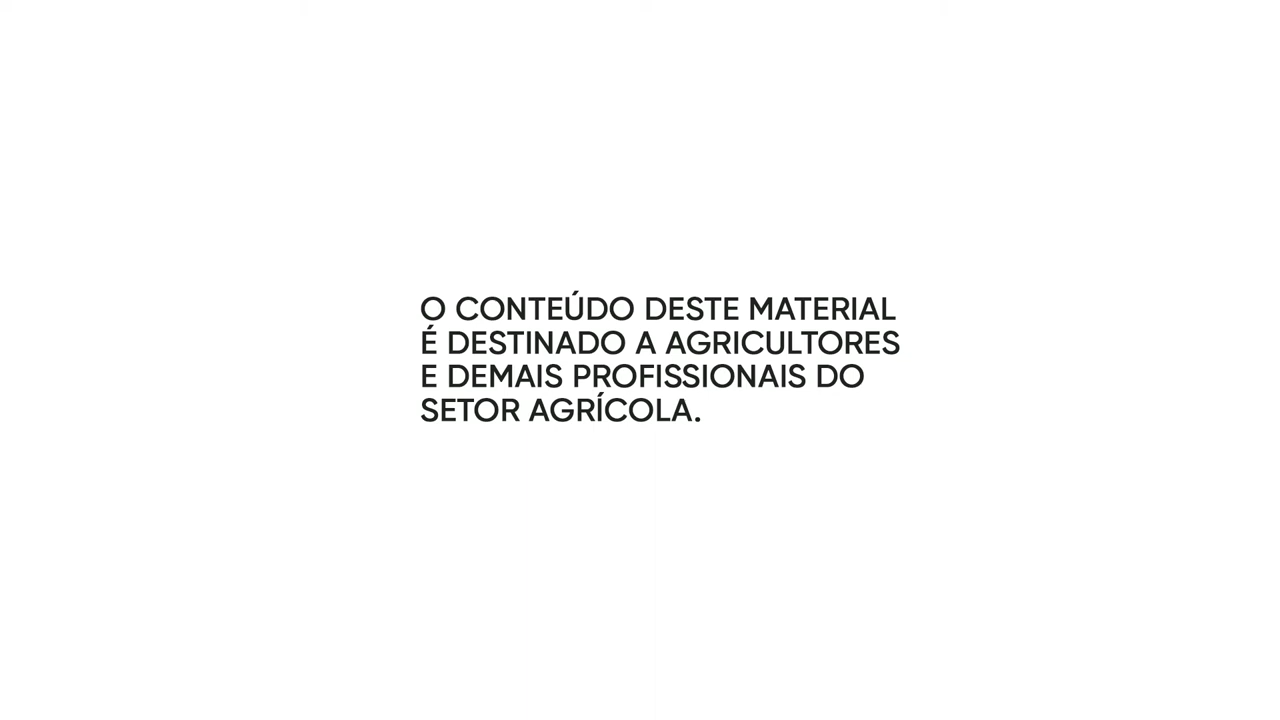 O CONTEÚDO DESTE MATERIAL
É DESTINADO A AGRICULTORES
E DEMAIS PROFISSIONAIS DO
SETOR AGRÍCOLA.